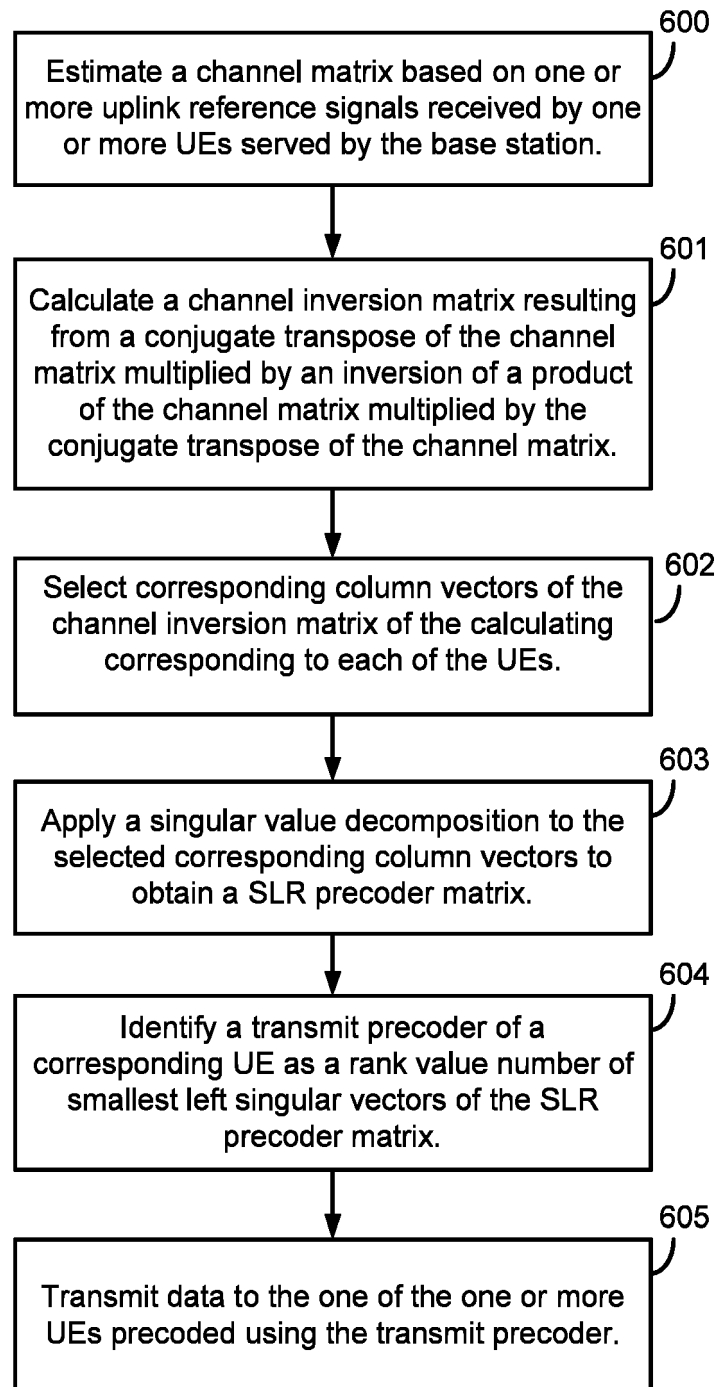 600
Estimate a channel matrix based on one or
more uplink reference signals received by one
or more UEs served by the base station.
601
Calculate a channel inversion matrix resulting
from a conjugate transpose of the channel
matrix multiplied by an inversion of a product
of the channel matrix multiplied by the
conjugate transpose of the channel matrix.
602
Select corresponding column vectors of the
channel inversion matrix of the calculating
corresponding to each of the UEs.
603
Apply a singular value decomposition to the
selected corresponding column vectors to
obtain a SLR precoder matrix.
604
Identify a transmit precoder of a
corresponding UE as a rank value number of
smallest left singular vectors of the SLR
precoder matrix.
605
Transmit data to the one of the one or more
UEs precoded using the transmit precoder.